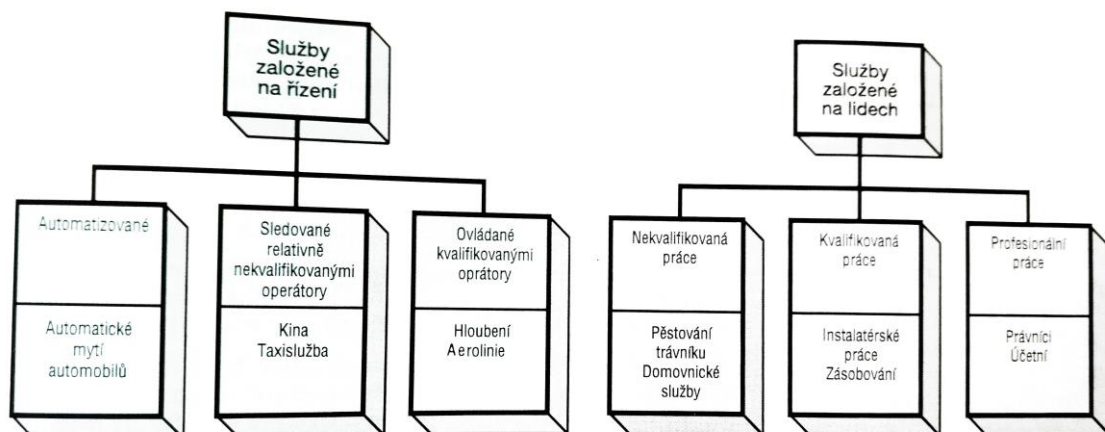 Služby
založené
na řízení
Služby
založené
na lidech
Automatizované
Automatické
mytí
automobilů
Sledované
relativně
nekvalifikovanými
operátory
Kina
Taxislužba
Ovládané
kvalifikovanými
oprátory
Hloubení
Aerolinie
Nekvalifikovaná
práce
Pěstování
trávníku
Domovnické
služby
Kvalifikovaná
práce
Instalatérské
práce
Zásobování
Profesionální
práce
Právníci
Účetní